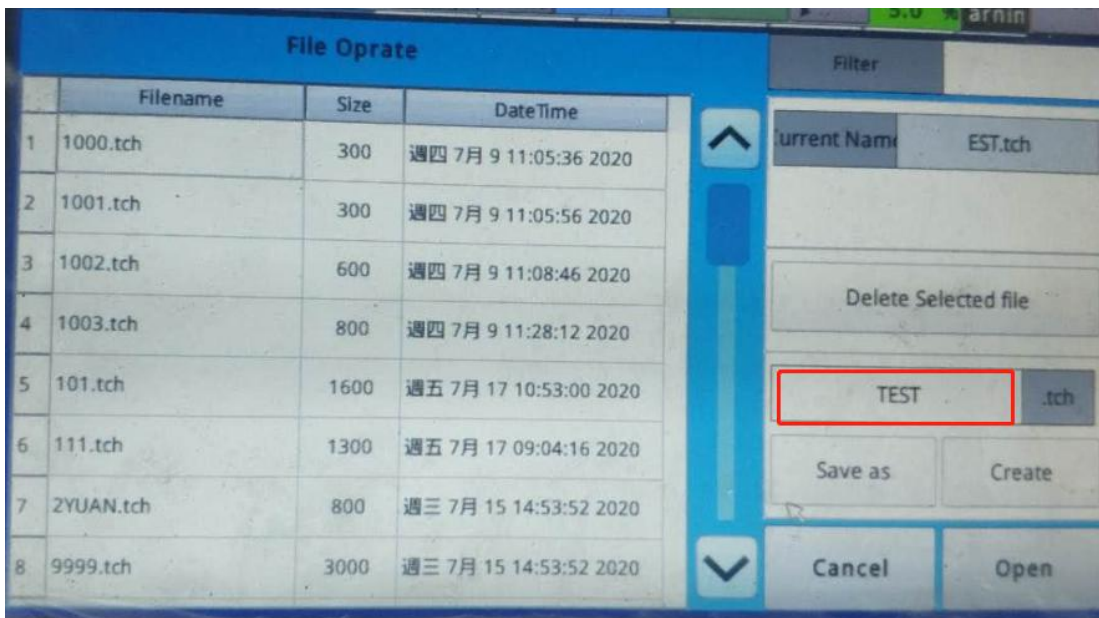 5.0 % arnin
File Oprate
Filter
Filename Size DateTime
1 1000.tch 300 週四 7月 9 11:05:36 2020
2 1001.tch 300 週四 7月 9 11:05:56 2020
3 1002.tch 600 週四 7月 9 11:08:46 2020
4 1003.tch 800 週四 7月 9 11:28:12 2020
5 101.tch 1600 週五 7月 17 10:53:00 2020
6 111.tch 1300 週五 7月 17 09:04:16 2020
7 2YUAN.tch 800 週三 7月 15 14:53:52 2020
8 9999.tch 3000 週三 7月 15 14:53:52 2020
urrent Nam EST.tch
Delete Selected file
TEST .tch
Save as Create
Cancel Open